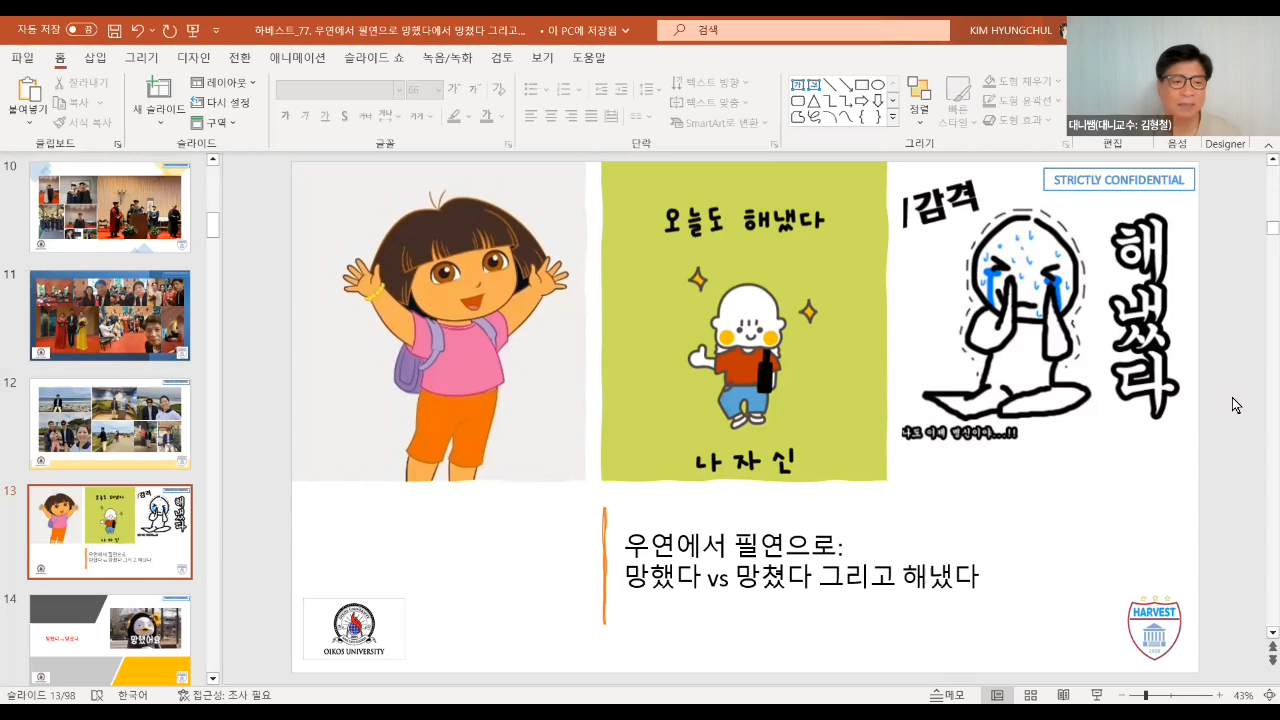 자동 저장
끔
하베스트_77. 우연에서 필연으로 망했다에서 망쳤다 그리고... • 이 PC에 저장됨
검색
KIM HYUNGCHUL
파일 홈 삽입 그리기 디자인 전환 애니메이션 슬라이드 쇼 녹음/녹화 검토 보기 도움말
붙여넣기
잘라내기
복사
서식 복사
클립보드
새 슬라이드
레이아웃
다시 설정
구역
슬라이드
66
글꼴
텍스트 방향
텍스트 맞춤
SmartArt로 변환
단락
정렬
빠른 스타일
도형 채우기
도형 윤곽선
도형 효과
그리기
편집
음성
Designer
대니쌤(대니교수: 김형철)
10
11
12
13
14
망했어요
STRICTLY CONFIDENTIAL
오늘도 해냈다
나 자 신
/감격
해냈다
우연에서 필연으로:
망했다 vs 망쳤다 그리고 해냈다
OIKOS UNIVERSITY
HARVEST
슬라이드 13/98
한국어
접근성: 조사 필요
메모
43%